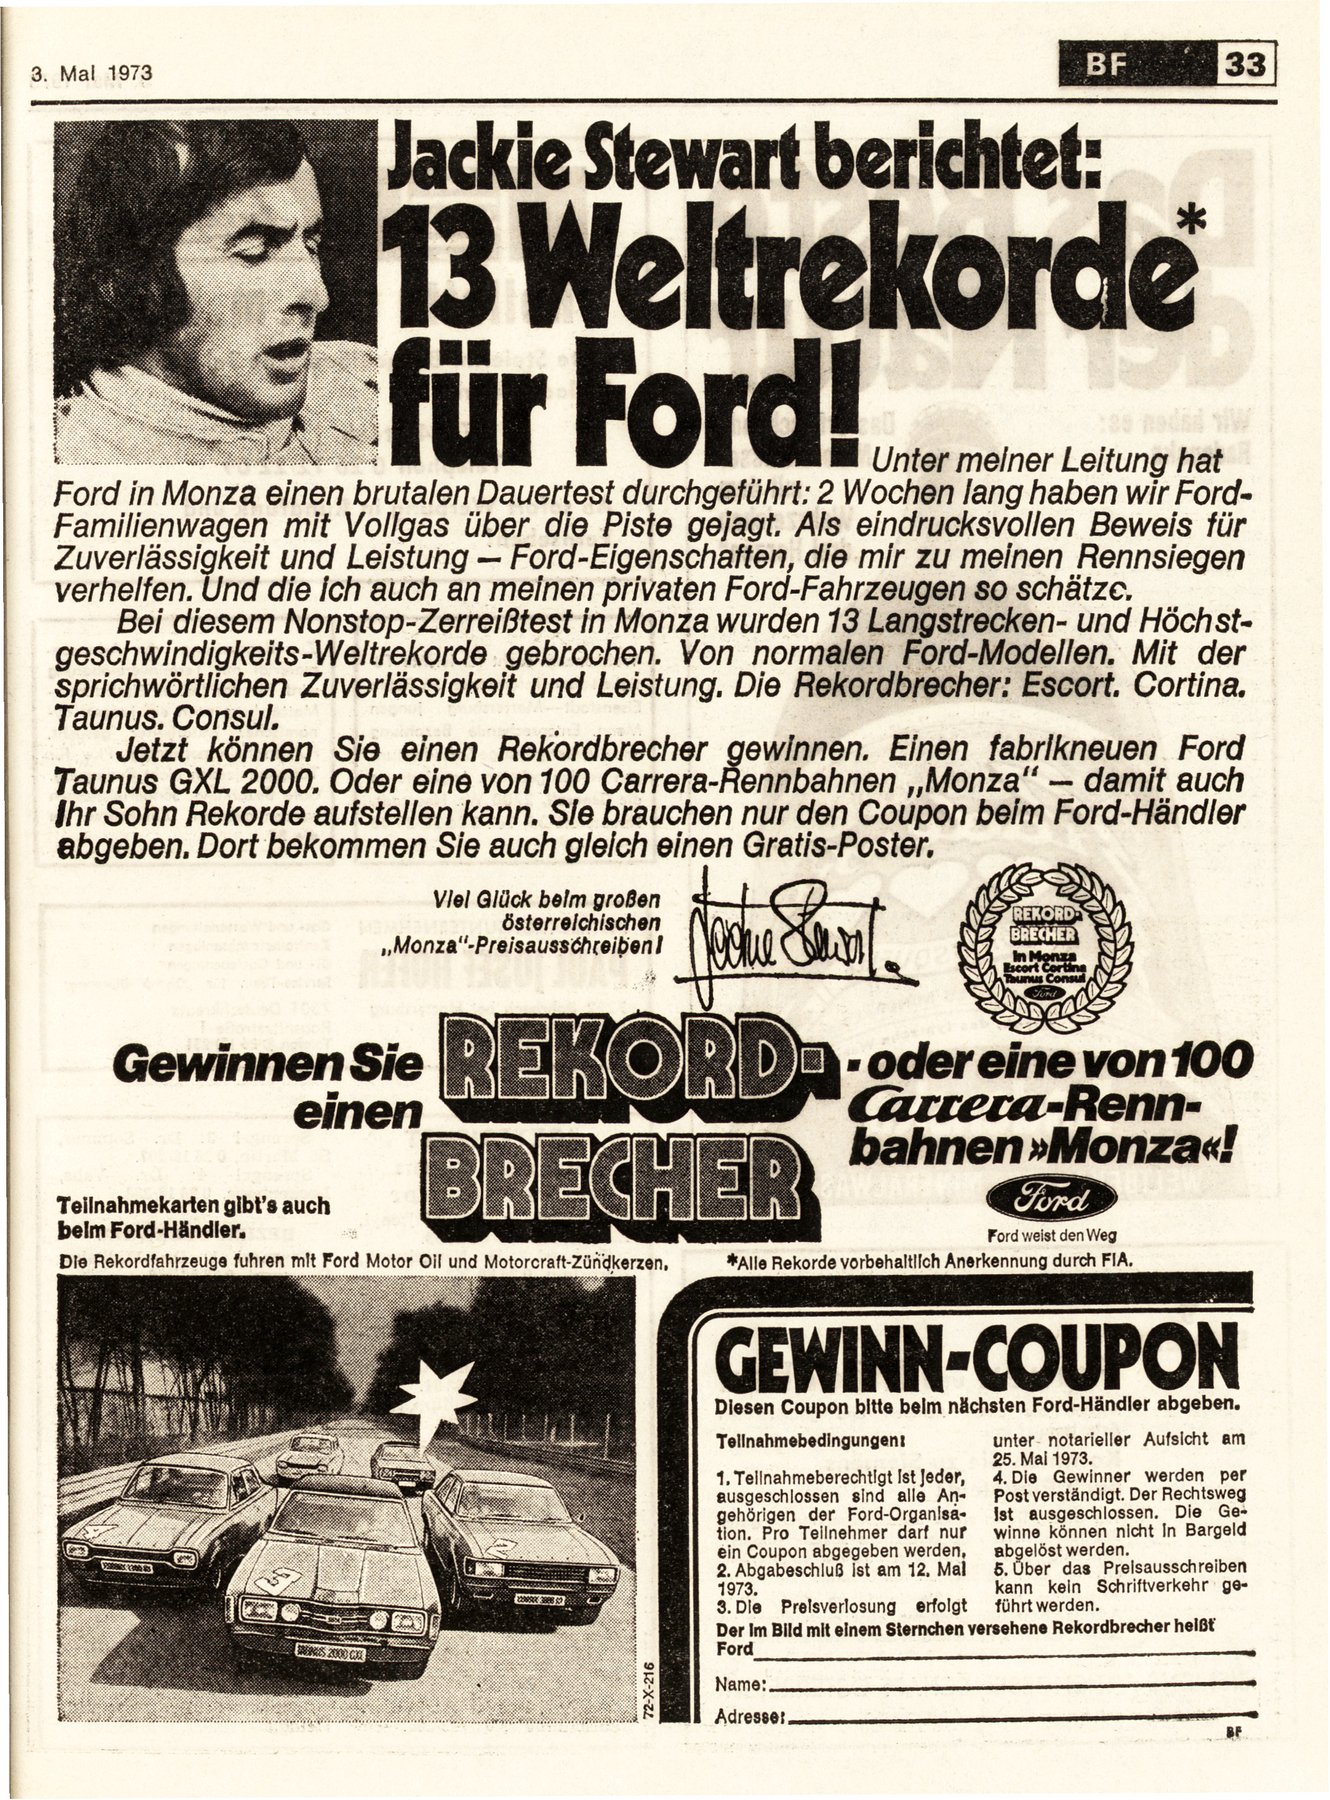 3. Mai 1973
BF 33
Jackie Stewart berichtet:
13 Weltrekorde*
für Ford!
Unter meiner Leitung hat
Ford in Monza einen brutalen Dauertest durchgeführt: 2 Wochen lang haben wir Ford-
Familienwagen mit Vollgas über die Piste gejagt. Als eindrucksvollen Beweis für
Zuverlässigkeit und Leistung – Ford-Eigenschaften, die mir zu meinen Rennsiegen
verhelfen. Und die ich auch an meinen privaten Ford-Fahrzeugen so schätze.
Bei diesem Nonstop-Zerreißtest in Monza wurden 13 Langstrecken- und Höchst-
geschwindigkeits-Weltrekorde gebrochen. Von normalen Ford-Modellen. Mit der
sprichwörtlichen Zuverlässigkeit und Leistung. Die Rekordbrecher: Escort. Cortina.
Taunus. Consul.
Jetzt können Sie einen Rekordbrecher gewinnen. Einen fabrikneuen Ford
Taunus GXL 2000. Oder eine von 100 Carrera-Rennbahnen „Monza“ – damit auch
Ihr Sohn Rekorde aufstellen kann. Sie brauchen nur den Coupon beim Ford-Händler
abgeben. Dort bekommen Sie auch gleich einen Gratis-Poster.
Viel Glück beim großen
österreichischen
„Monza“-Preisausschreiben!
Jackie Stewart.
REKORD-
BRECHER
in Monza
Escort Cortina
Taunus Consul
Ford
Gewinnen Sie
einen
REKORD-
BRECHER
- oder eine von 100
Carrera-Renn-
bahnen »Monza«!
Ford
Ford weist den Weg
Teilnahmekarten gibt's auch
beim Ford-Händler.
Die Rekordfahrzeuge fuhren mit Ford Motor Oil und Motorcraft-Zündkerzen.
*Alle Rekorde vorbehaltlich Anerkennung durch FIA.
4
3
2
TAUNUS 2000 GXL
72-X-216
GEWINN-COUPON
Diesen Coupon bitte beim nächsten Ford-Händler abgeben.
Teilnahmebedingungen:
1. Teilnahmeberechtigt ist jeder,
ausgeschlossen sind alle An-
gehörigen der Ford-Organisa-
tion. Pro Teilnehmer darf nur
ein Coupon abgegeben werden.
2. Abgabeschluß ist am 12. Mai
1973.
3. Die Preisverlosung erfolgt
unter notarieller Aufsicht am
25. Mai 1973.
4. Die Gewinner werden per
Post verständigt. Der Rechtsweg
ist ausgeschlossen. Die Ge-
winne können nicht in Bargeld
abgelöst werden.
5. Über das Preisausschreiben
kann kein Schriftverkehr ge-
führt werden.
Der im Bild mit einem Sternchen versehene Rekordbrecher heißt
Ford
Name:
Adresse:
BF